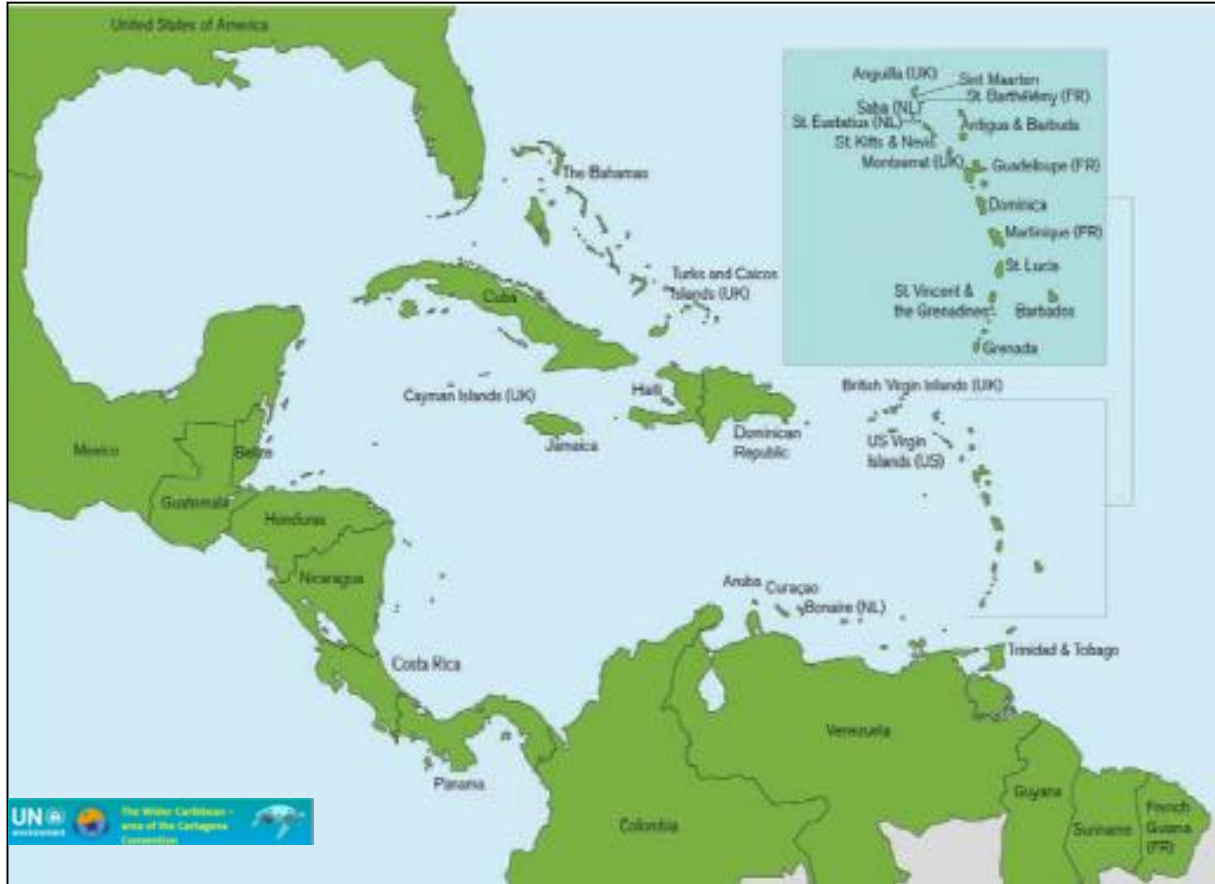 United States of America
Anguilla (UK)
Sint Maarten
St. Barthélémy (FR)
Saba (NL)
St. Eustatius (NL)
Antigua & Barbuda
St. Kitts & Nevis
Montserrat (UK)
Guadeloupe (FR)
The Bahamas
Dominica
Martinique (FR)
St. Lucia
Turks and Caicos
Islands (UK)
Cuba
St. Vincent &
the Grenadines
Barbados
Grenada
British Virgin Islands (UK)
Cayman Islands (UK)
Haiti
Jamaica
Dominican
Republic
US Virgin
Islands (US)
Mexico
Belize
Guatemala
Honduras
Nicaragua
Aruba
Curaçao
Bonaire (NL)
Costa Rica
Trinidad & Tobago
Venezuela
Panama
Guyana
Colombia
Suriname
French
Guiana
(FR)
UN
environment
The Wider Caribbean –
area of the Cartagena
Convention